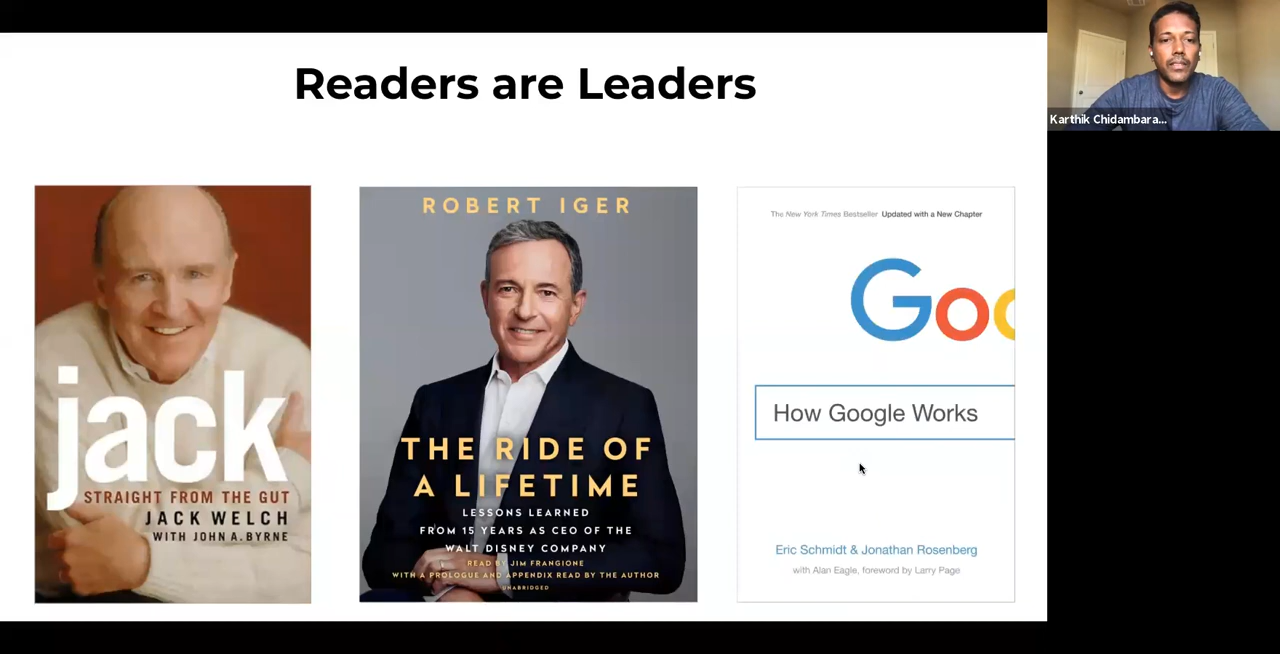 Readers are Leaders
Karthik Chidambara...
jack
STRAIGHT FROM THE GUT
JACK WELCH
WITH JOHN A. BYRNE
ROBERT IGER
THE RIDE OF
A LIFETIME
LESSONS LEARNED
FROM 15 YEARS AS CEO OF THE
WALT DISNEY COMPANY
READ BY JIM FRANGIONE
WITH A PROLOGUE AND APPENDIX READ BY THE AUTHOR
UNABRIDGED
The New York Times Bestseller Updated with a New Chapter
Goo
How Google Works
Eric Schmidt & Jonathan Rosenberg
with Alan Eagle, foreword by Larry Page